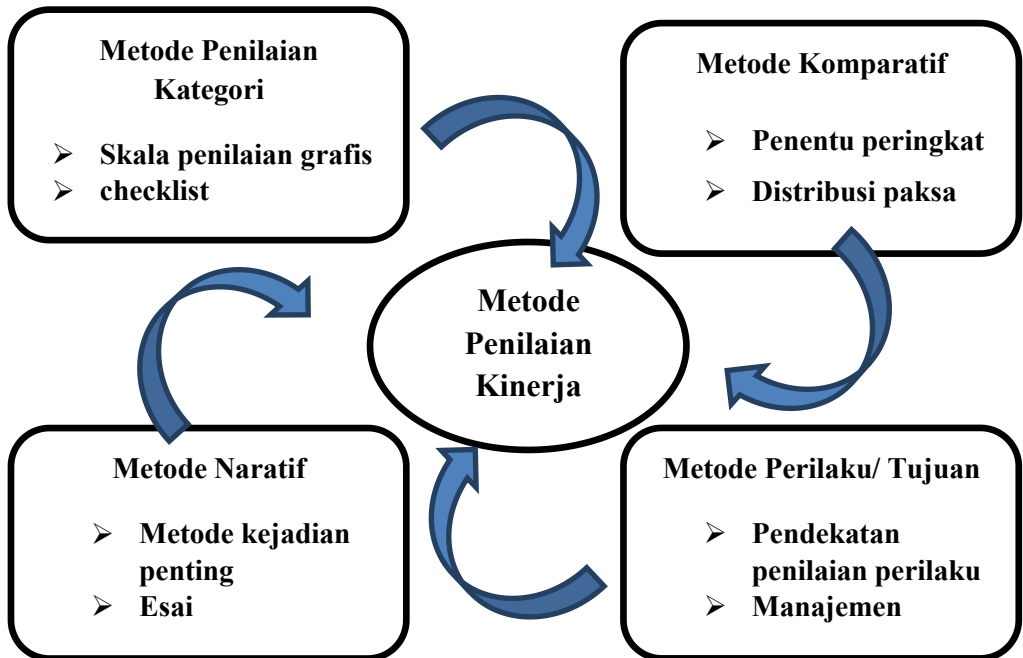 Metode Penilaian
Kategori
➢ Skala penilaian grafis
➢ checklist
Metode Komparatif
➢ Penentu peringkat
➢ Distribusi paksa
Metode
Penilaian
Kinerja
Metode Naratif
➢ Metode kejadian
penting
➢ Esai
Metode Perilaku/ Tujuan
➢ Pendekatan
penilaian perilaku
➢ Manajemen